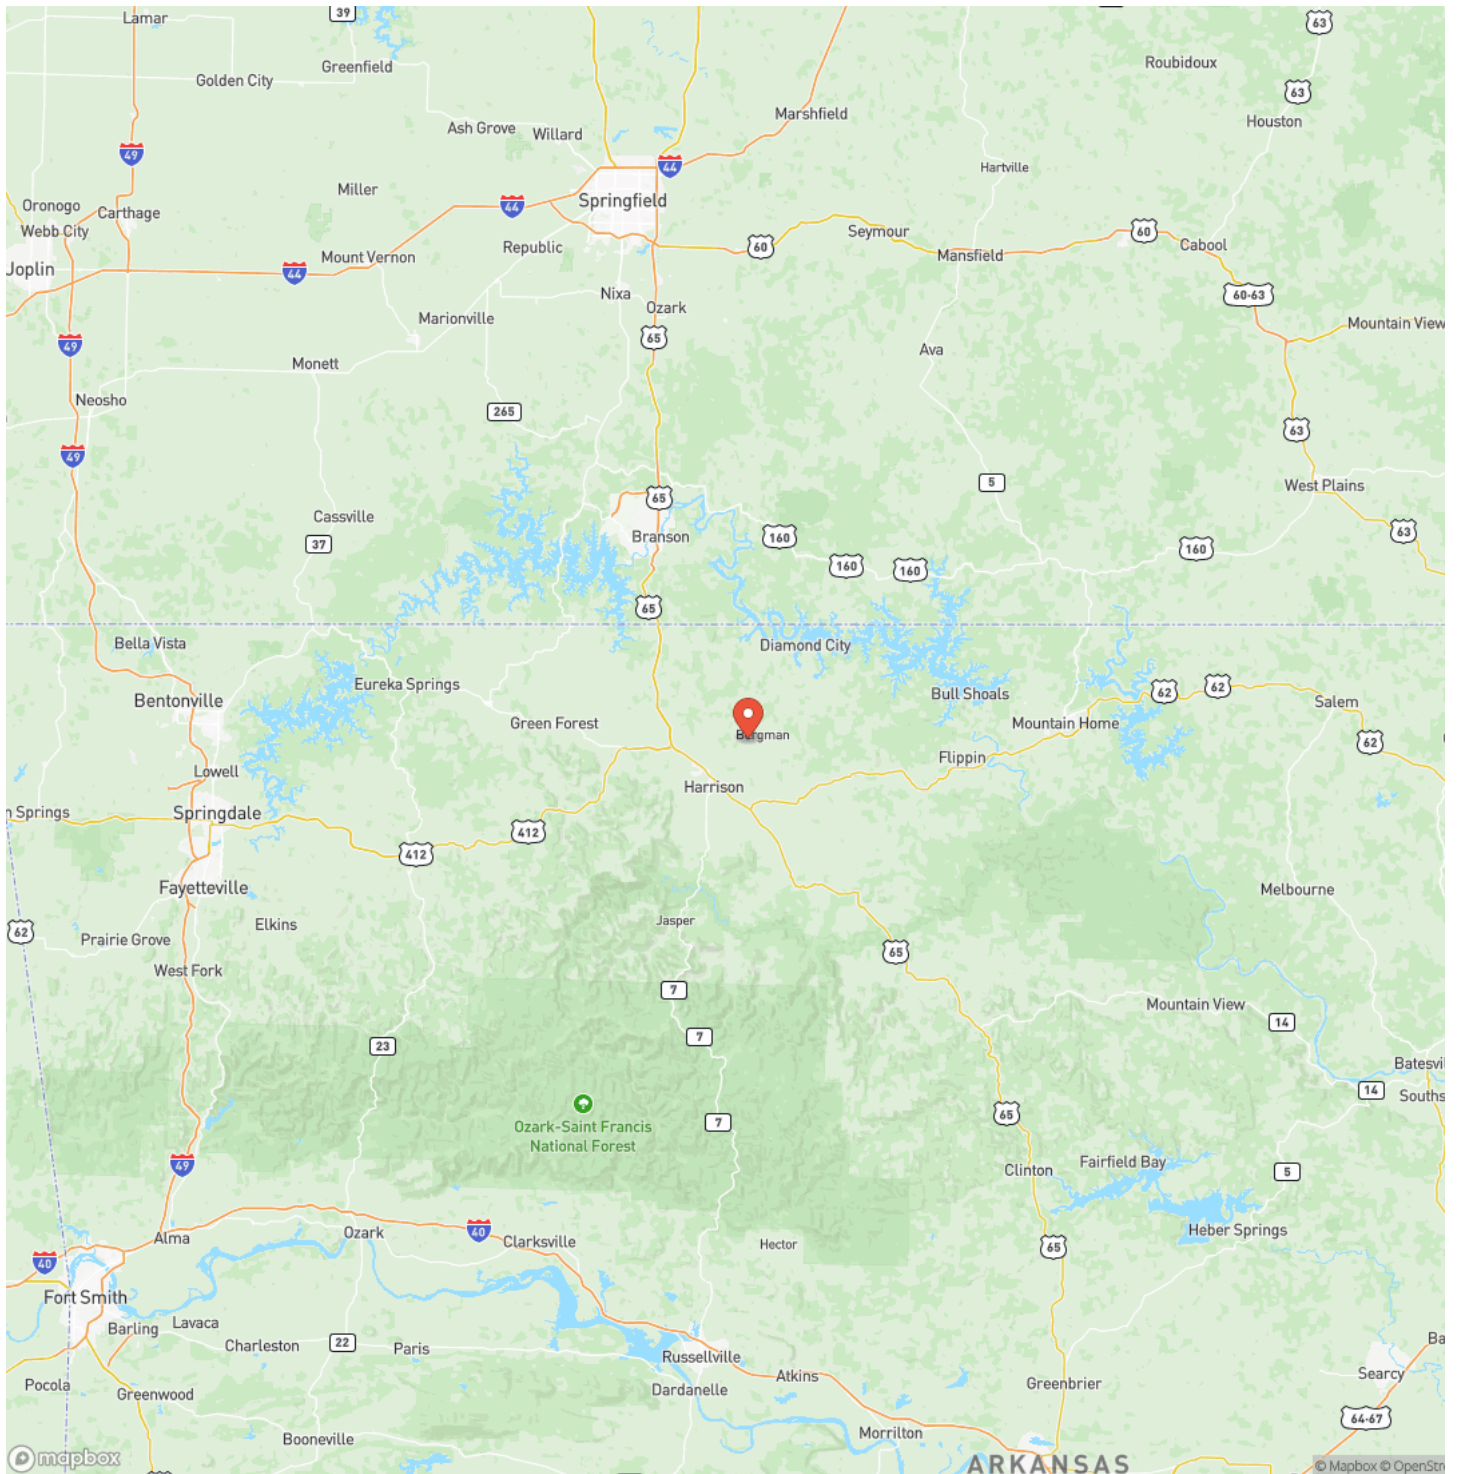 Lamar
39
63
Greenfield
Roubidoux
Golden City
63
Marshfield
Houston
Ash Grove
Willard
49
44
Hartville
Miller
Springfield
Oronogo
Carthage
44
Webb City
Seymour
60
Republic
60
Cabool
Mount Vernon
Mansfield
Joplin
44
Nixa
60-63
Ozark
Marionville
Mountain View
65
49
Ava
Monett
Neosho
265
63
49
5
West Plains
65
Cassville
63
Branson
160
37
160
160
160
65
Bella Vista
Diamond City
Eureka Springs
62
62
Bentonville
Bull Shoals
Salem
Green Forest
Mountain Home
Bergman
62
Flippin
Lowell
Harrison
n Springs
Springdale
412
412
Fayetteville
Melbourne
Jasper
Elkins
62
Prairie Grove
65
West Fork
7
Mountain View
14
7
23
Batesvil
14
Souths
65
7
Ozark-Saint Francis
National Forest
49
Fairfield Bay
Clinton
5
40
Heber Springs
Ozark
Alma
Clarksville
Hector
65
40
Fort Smith
Lavaca
Barling
Charleston
22
Paris
Ba
Russellville
Atkins
Searcy
Pocola
Greenwood
Dardanelle
Greenbrier
64-67
Morrilton
Booneville
mapbox
ARKANSAS
© Mapbox © OpenStre